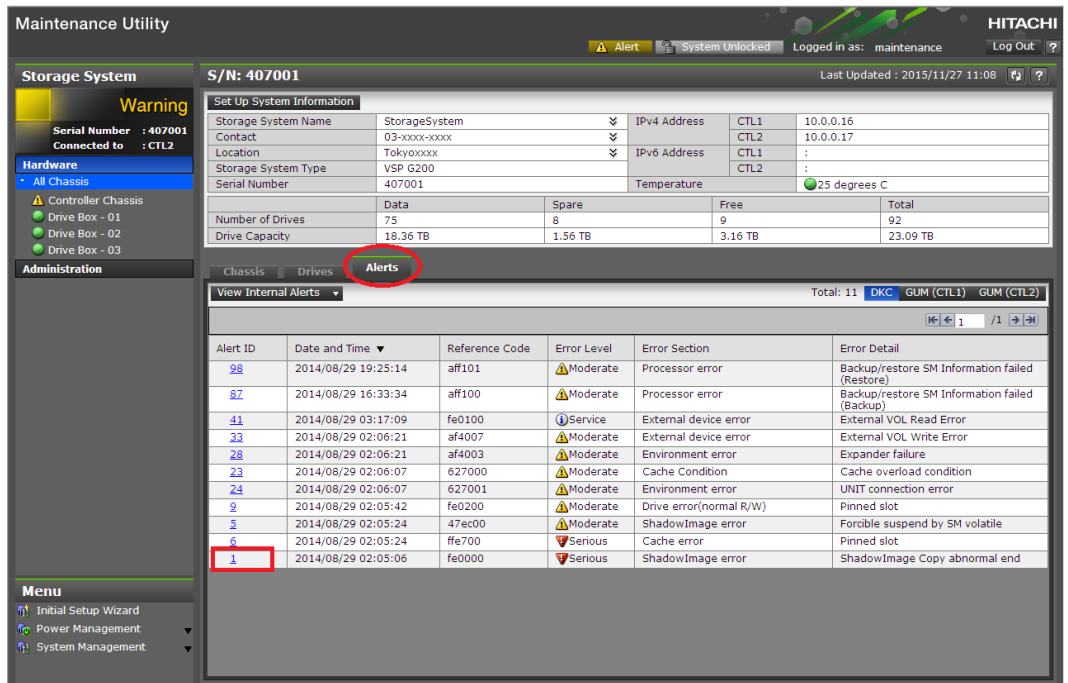 Maintenance Utility
HITACHI
Alert System Unlocked Logged in as: maintenance Log Out ?
Storage System
Warning
Serial Number : 407001
Connected to : CTL2
Hardware
All Chassis
Controller Chassis
Drive Box - 01
Drive Box - 02
Drive Box - 03
Administration
S/N: 407001 Last Updated : 2015/11/27 11:08 ?
Set Up System Information
Storage System Name StorageSystem IPv4 Address CTL1 10.0.0.16
Contact 03-xxxx-xxxx CTL2 10.0.0.17
Location Tokyoxxxx IPv6 Address CTL1 :
Storage System Type VSP G200 CTL2 :
Serial Number 407001 Temperature 25 degrees C
Data Spare Free Total
Number of Drives 75 8 9 92
Drive Capacity 18.36 TB 1.56 TB 3.16 TB 23.09 TB
Chassis Drives Alerts
View Internal Alerts Total: 11 DKC GUM (CTL1) GUM (CTL2)
1 /1
Alert ID Date and Time Reference Code Error Level Error Section Error Detail
98 2014/08/29 19:25:14 aff101 Moderate Processor error Backup/restore SM Information failed
(Restore)
87 2014/08/29 16:33:34 aff100 Moderate Processor error Backup/restore SM Information failed
(Backup)
41 2014/08/29 03:17:09 fe0100 Service External device error External VOL Read Error
33 2014/08/29 02:06:21 af4007 Moderate External device error External VOL Write Error
28 2014/08/29 02:06:21 af4003 Moderate Environment error Expander failure
23 2014/08/29 02:06:07 627000 Moderate Cache Condition Cache overload condition
24 2014/08/29 02:06:07 627001 Moderate Environment error UNIT connection error
9 2014/08/29 02:05:42 fe0200 Moderate Drive error(normal R/W) Pinned slot
5 2014/08/29 02:05:24 47ec00 Moderate ShadowImage error Forcible suspend by SM volatile
6 2014/08/29 02:05:24 ffe700 Serious Cache error Pinned slot
1 2014/08/29 02:05:06 fe0000 Serious ShadowImage error ShadowImage Copy abnormal end
Menu
Initial Setup Wizard
Power Management
System Management